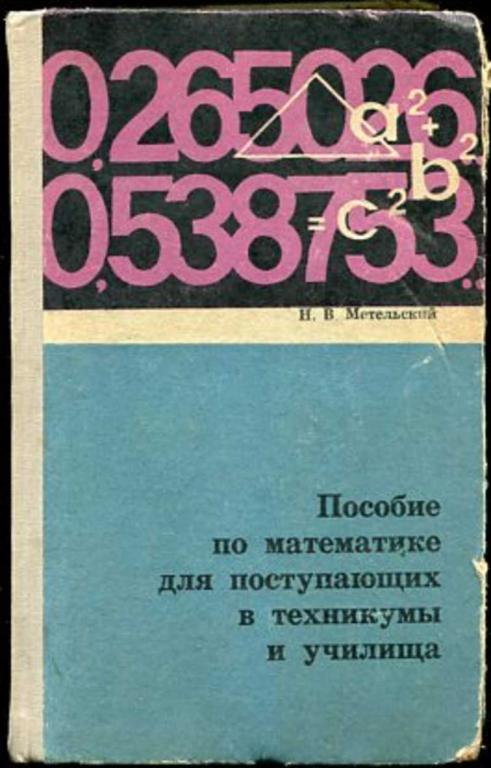 0,265026
a²+
b²
=c²
0,538753..
Н. В. Метельский
Пособие
по математике
для поступающих
в техникумы
и училища